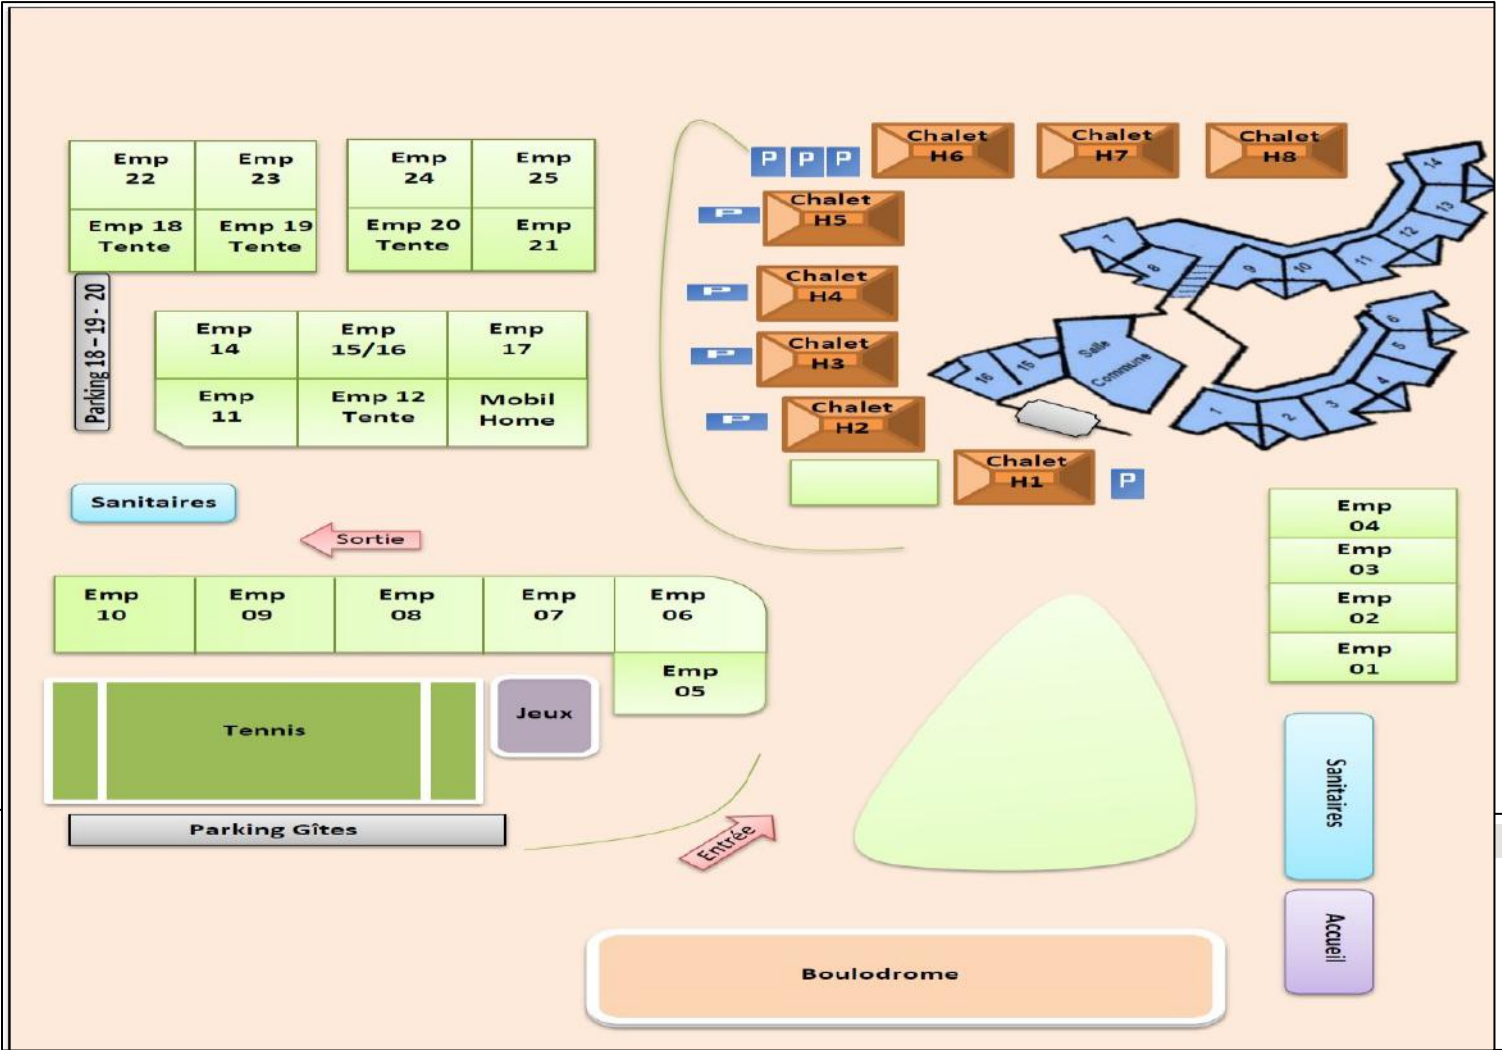 P P P
Chalet
H6
Chalet
H7
Chalet
H8
Emp
22
Emp
23
Emp
24
Emp
25
Emp 18
Tente
Emp 19
Tente
Emp 20
Tente
Emp
21
P
Chalet
H5
P
Chalet
H4
P
Chalet
H3
P
Chalet
H2
Chalet
H1
P
7
8
9
10
11
12
13
14
16
15
Salle
Commune
1
2
3
4
5
6
Parking 18 – 19 - 20
Emp
14
Emp
15/16
Emp
17
Emp
11
Emp 12
Tente
Mobil
Home
Sanitaires
Sortie
Emp
10
Emp
09
Emp
08
Emp
07
Emp
06
Emp
05
Emp
04
Emp
03
Emp
02
Emp
01
Tennis
Jeux
Parking Gîtes
Entrée
Sanitaires
Accueil
Boulodrome